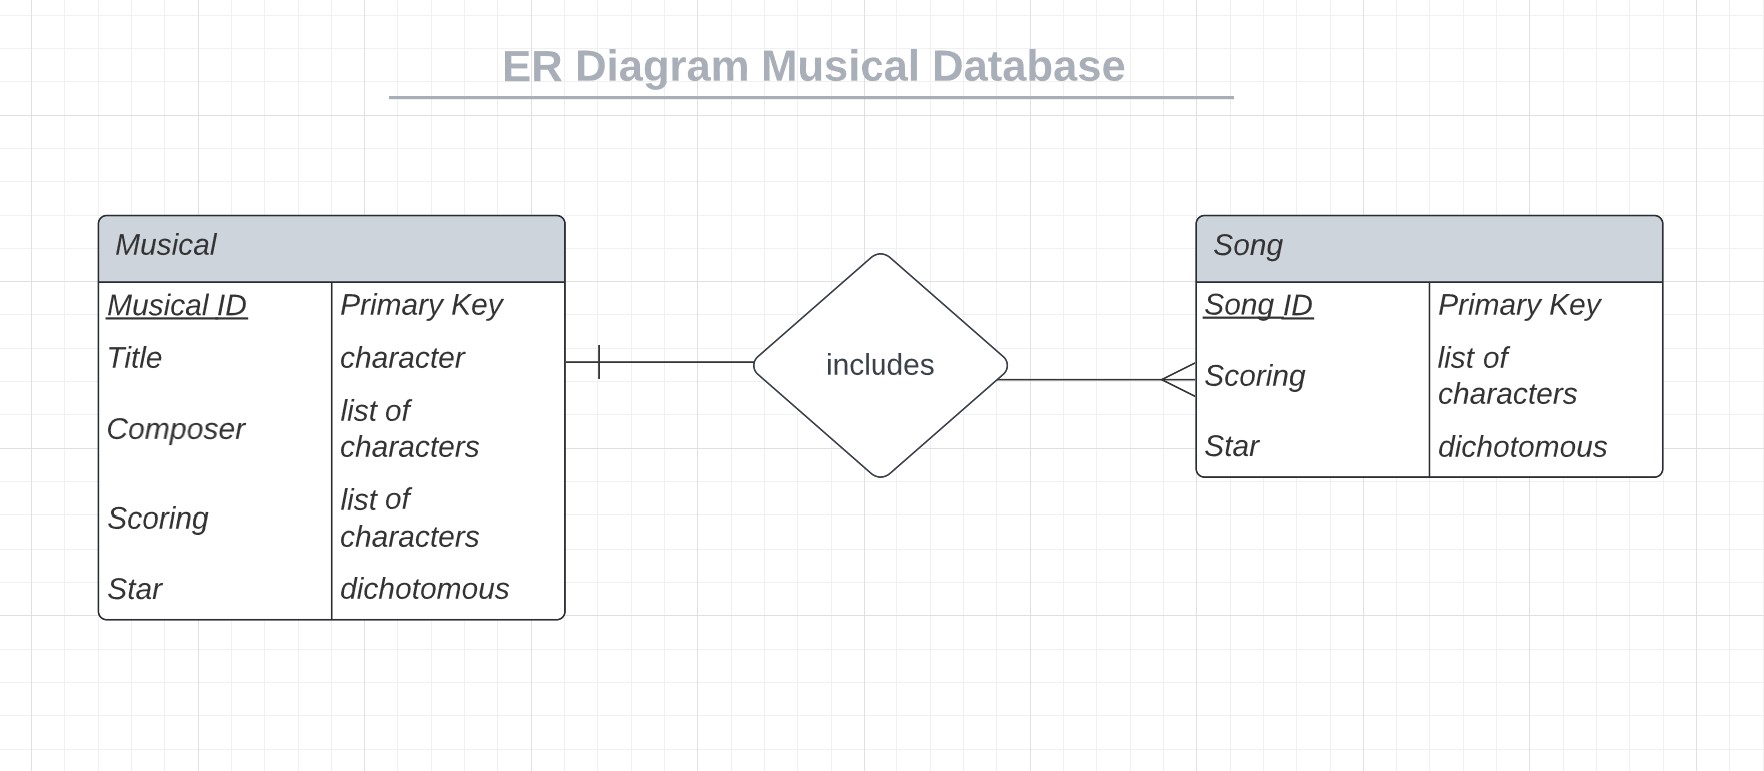 ER Diagram Musical Database
Musical
Musical ID Primary Key
Title character
Composer list of
characters
Scoring list of
characters
Star dichotomous
includes
Song
Song ID Primary Key
Scoring list of
characters
Star dichotomous